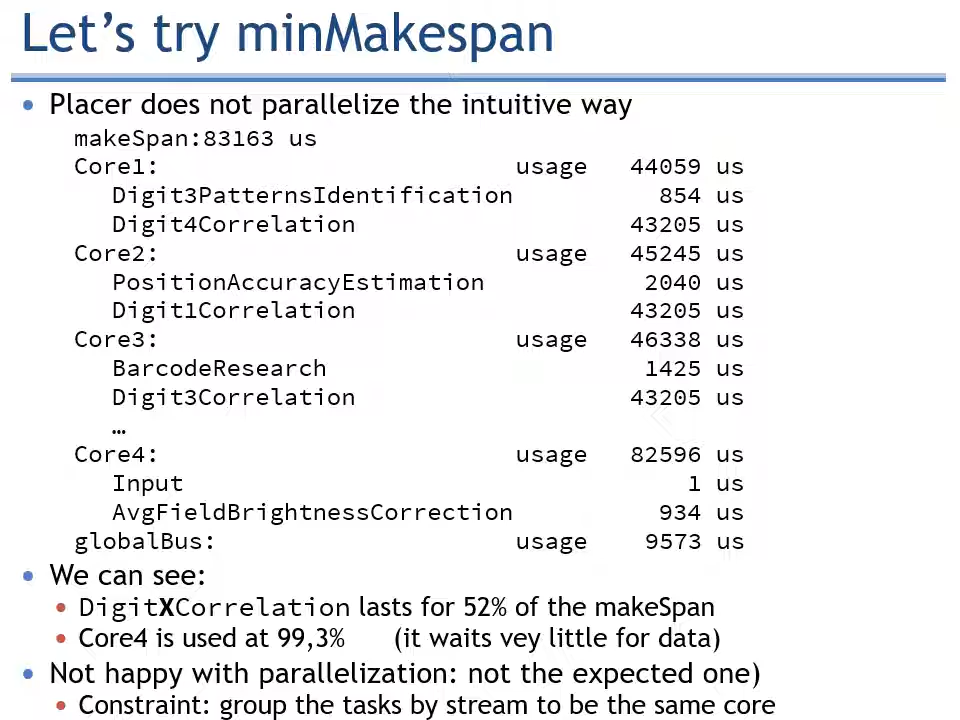 Let's try minMakespan
• Placer does not parallelize the intuitive way
makeSpan:83163 us
Core1: usage 44059 us
Digit3PatternsIdentification 854 us
Digit4Correlation 43205 us
Core2: usage 45245 us
PositionAccuracyEstimation 2040 us
Digit1Correlation 43205 us
Core3: usage 46338 us
BarcodeResearch 1425 us
Digit3Correlation 43205 us
…
Core4: usage 82596 us
Input 1 us
AvgFieldBrightnessCorrection 934 us
globalBus: usage 9573 us
• We can see:
• DigitXCorrelation lasts for 52% of the makeSpan
• Core4 is used at 99,3% (it waits vey little for data)
• Not happy with parallelization: not the expected one)
• Constraint: group the tasks by stream to be the same core